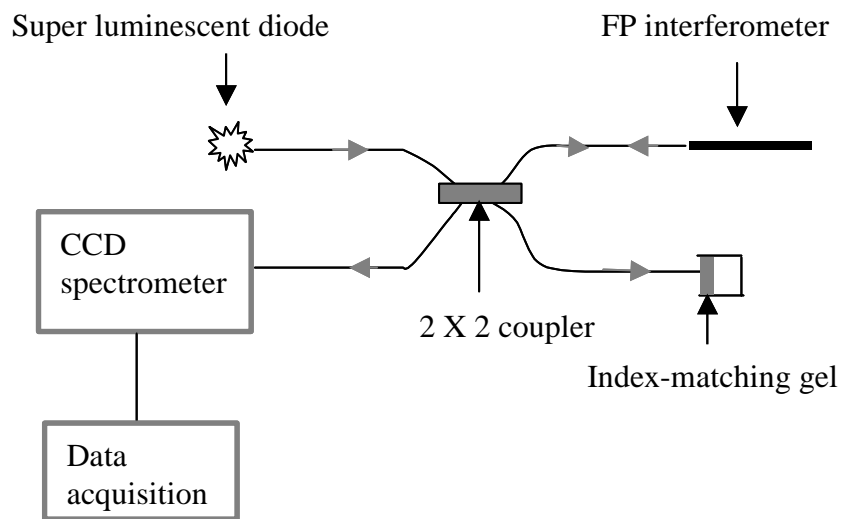 Super luminescent diode
FP interferometer
CCD
spectrometer
2 X 2 coupler
Index-matching gel
Data
acquisition